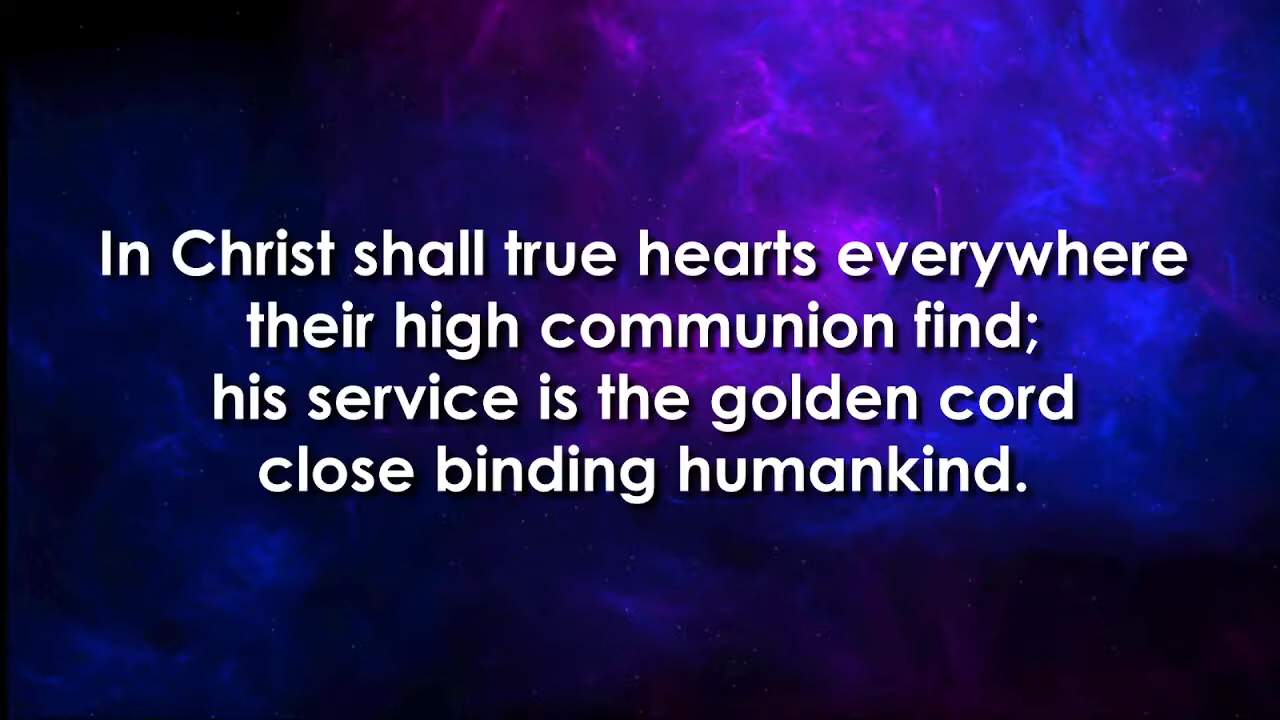 In Christ shall true hearts everywhere
their high communion find;
his service is the golden cord
close binding humankind.